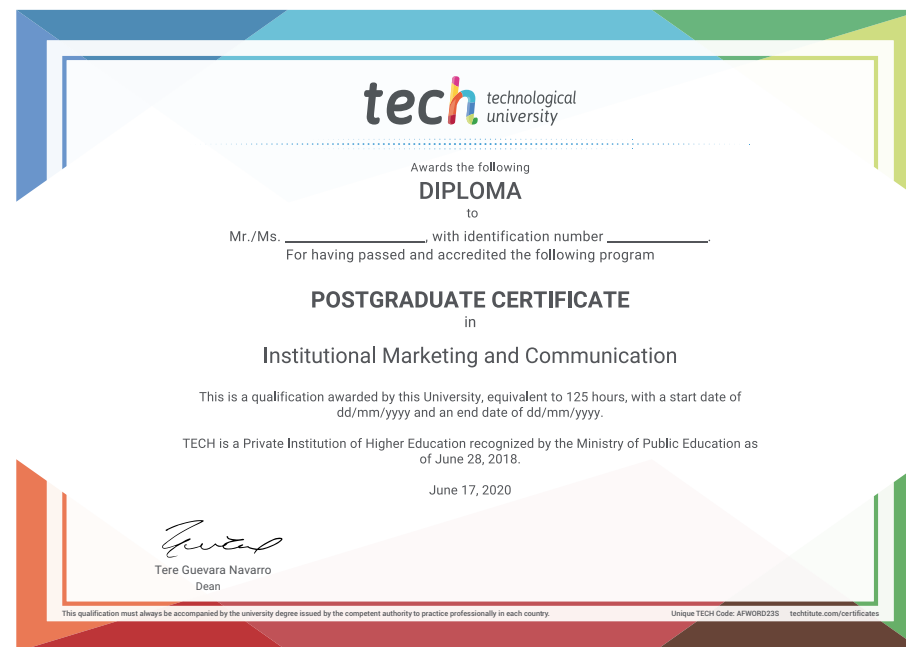 tech technological
university
Awards the following
DIPLOMA
to
Mr./Ms. ____________________, with identification number ______________.
For having passed and accredited the following program
POSTGRADUATE CERTIFICATE
in
Institutional Marketing and Communication
This is a qualification awarded by this University, equivalent to 125 hours, with a start date of
dd/mm/yyyy and an end date of dd/mm/yyyy.
TECH is a Private Institution of Higher Education recognized by the Ministry of Public Education as
of June 28, 2018.
June 17, 2020
Tere Guevara Navarro
Dean
This qualification must always be accompanied by the university degree issued by the competent authority to practice professionally in each country. Unique TECH Code: AFWORD23S techtitute.com/certificates